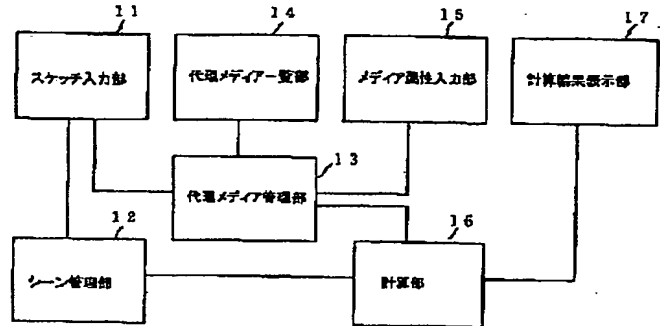 11
14
15
17
スケッチ入力部
代理メディア一覧部
メディア属性入力部
計算結果表示部
13
代理メディア管理部
12
16
シーン管理部
計算部